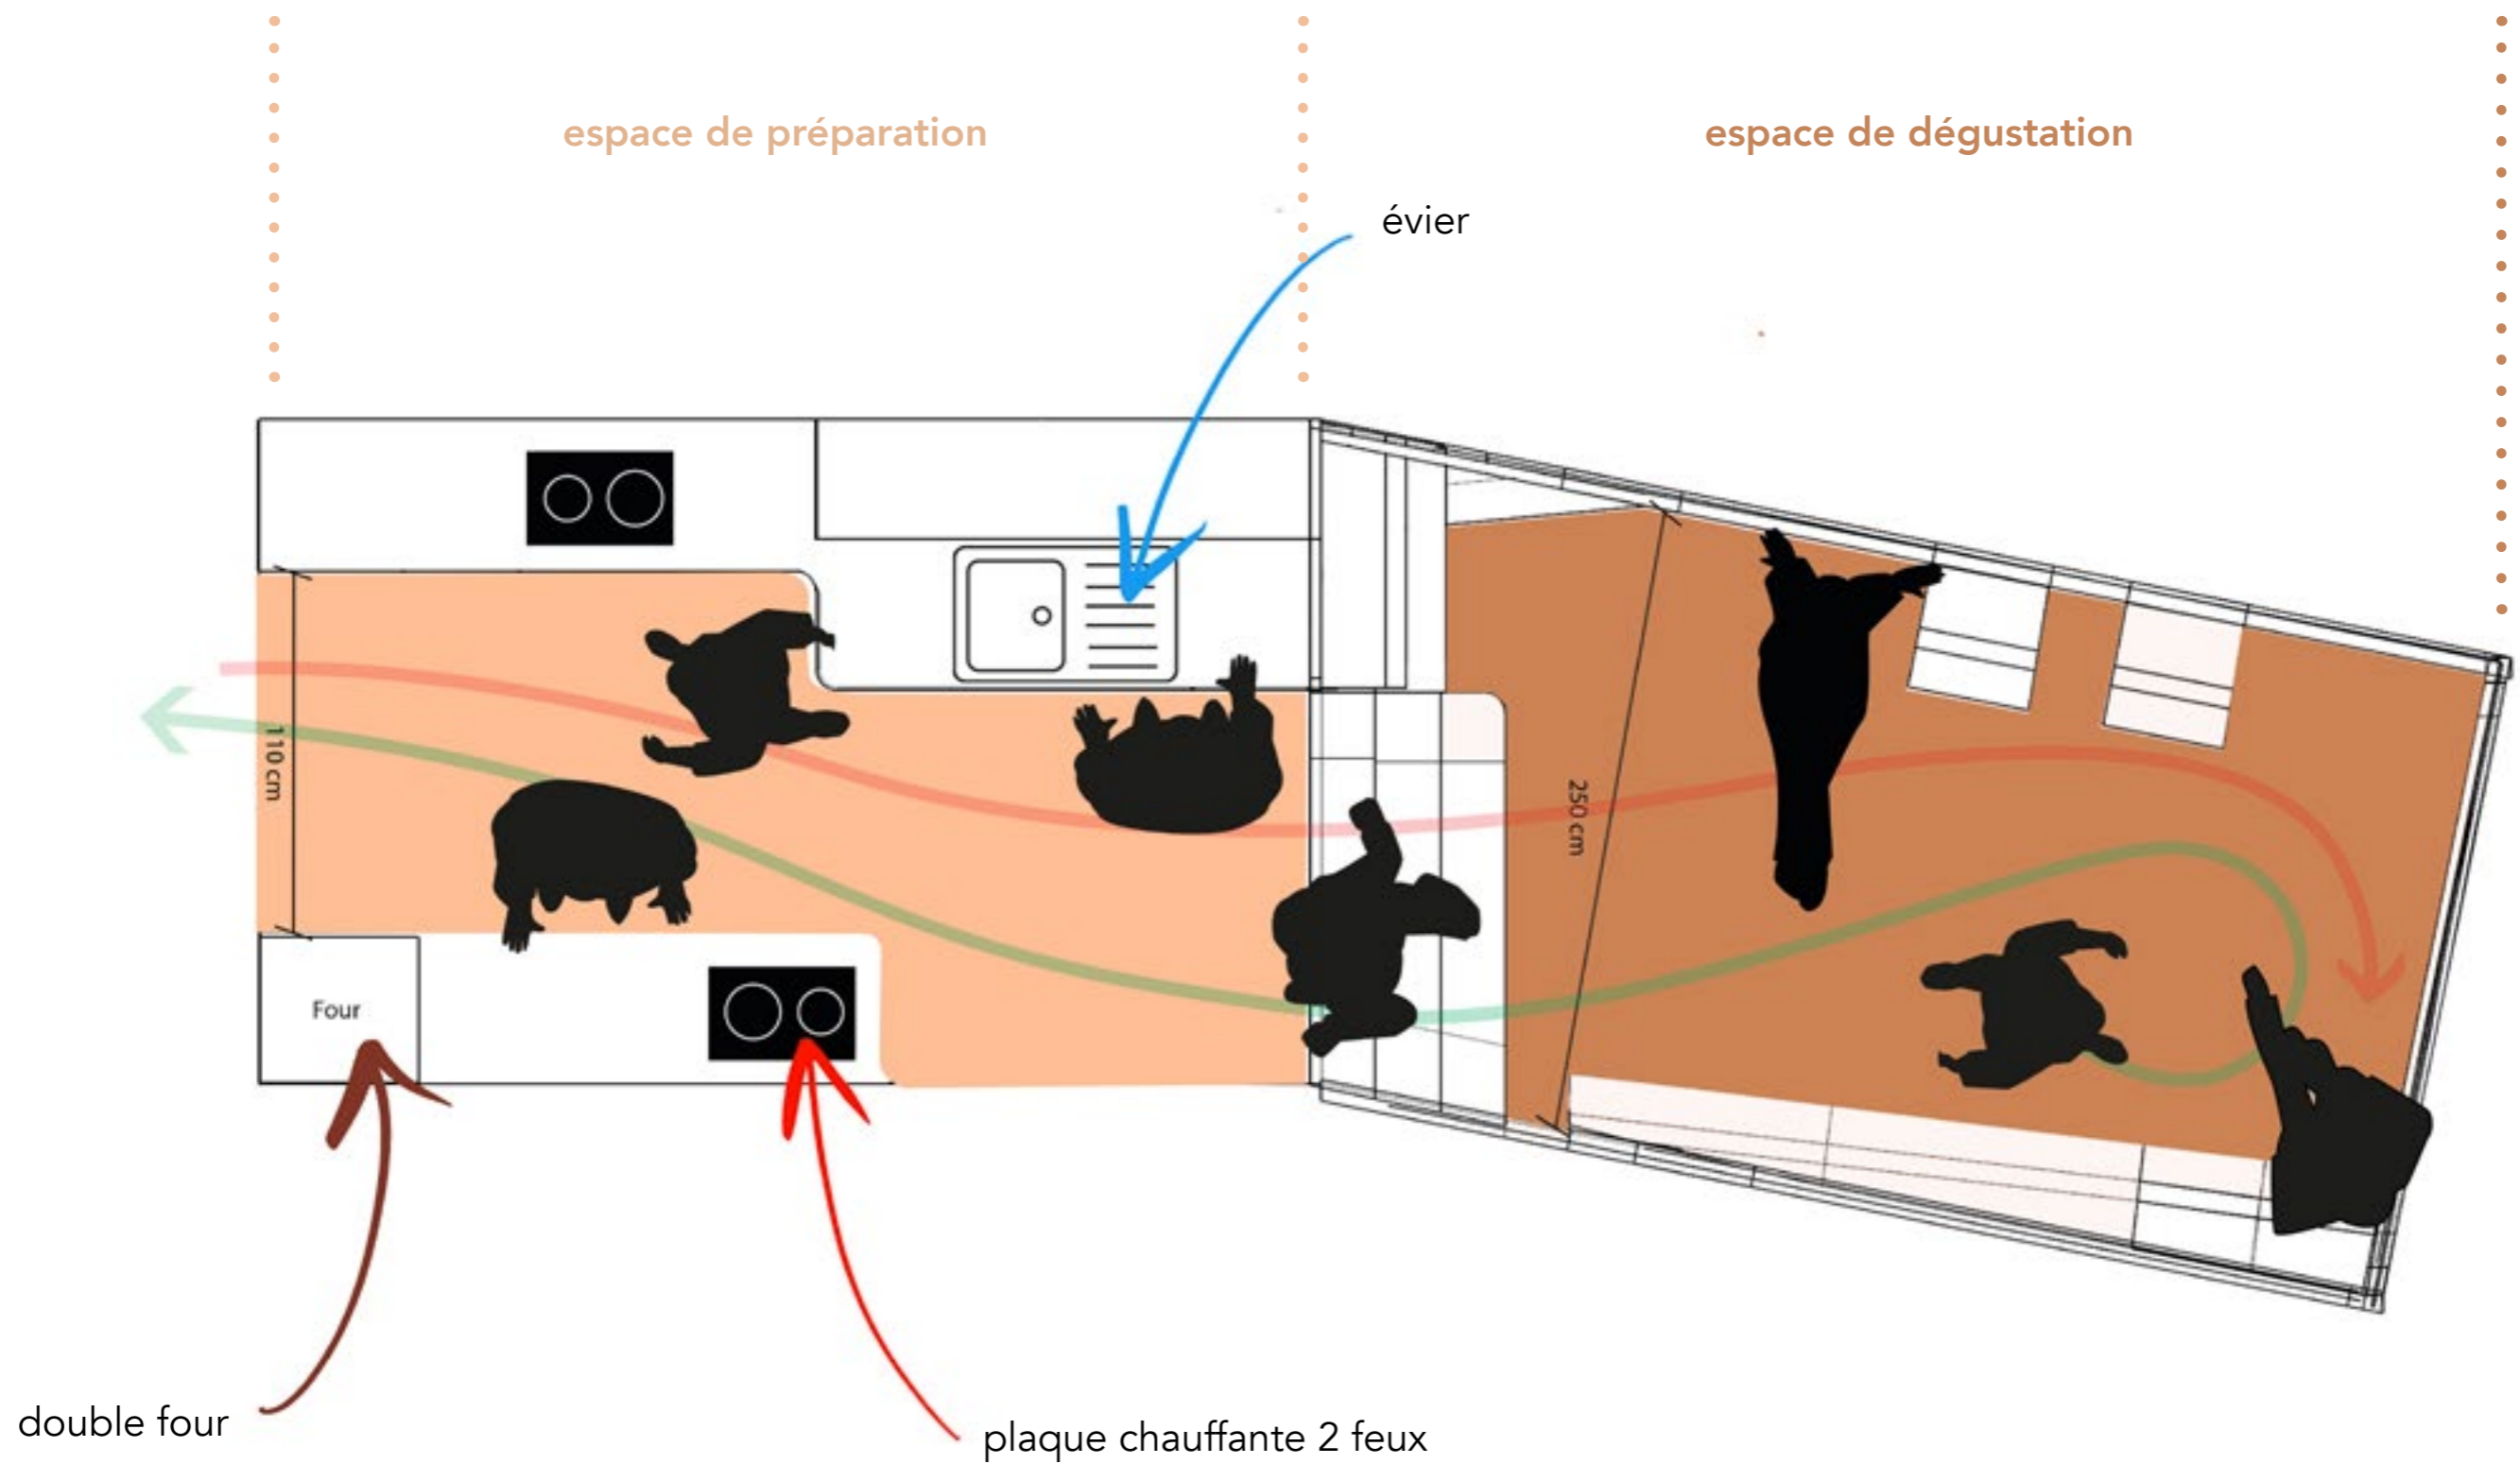 espace de préparation
espace de dégustation
évier
110 cm
250 cm
Four
double four
plaque chauffante 2 feux